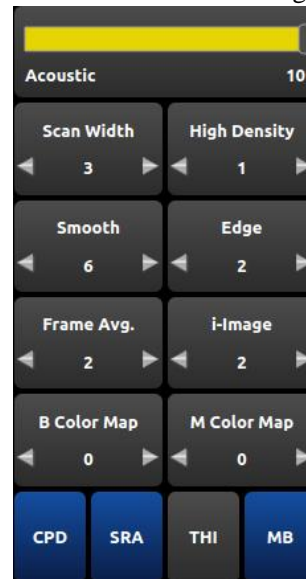 Acoustic 10
Scan Width High Density
3 1
Smooth Edge
6 2
Frame Avg. i-Image
2 2
B Color Map M Color Map
0 0
CPD SRA THI MB